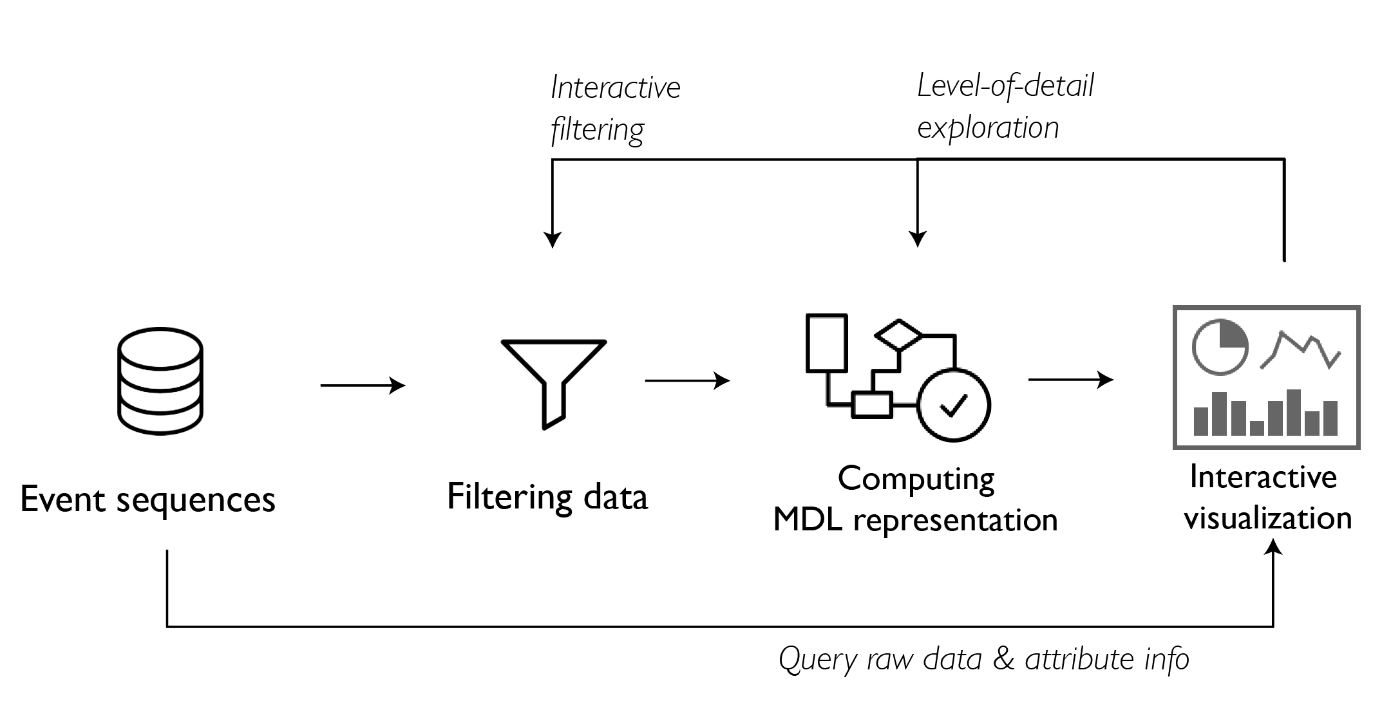 Interactive
filtering
Level-of-detail
exploration
Event sequences
Filtering data
Computing
MDL representation
Interactive
visualization
Query raw data & attribute info